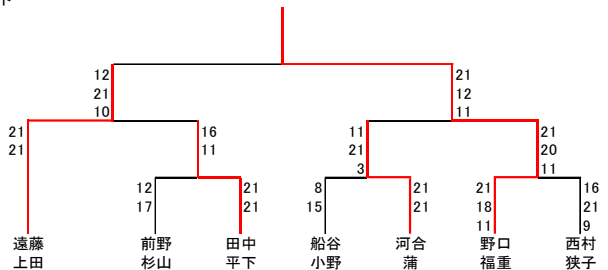 12 21
21 12
10 11
21 16 11 21
21 11 21 20
3 11
12 21 8 21 21 16
17 21 15 21 18 21
11 9
遠藤 前野 田中 船谷 河合 野口 西村
上田 杉山 平下 小野 蒲 福重 狭子